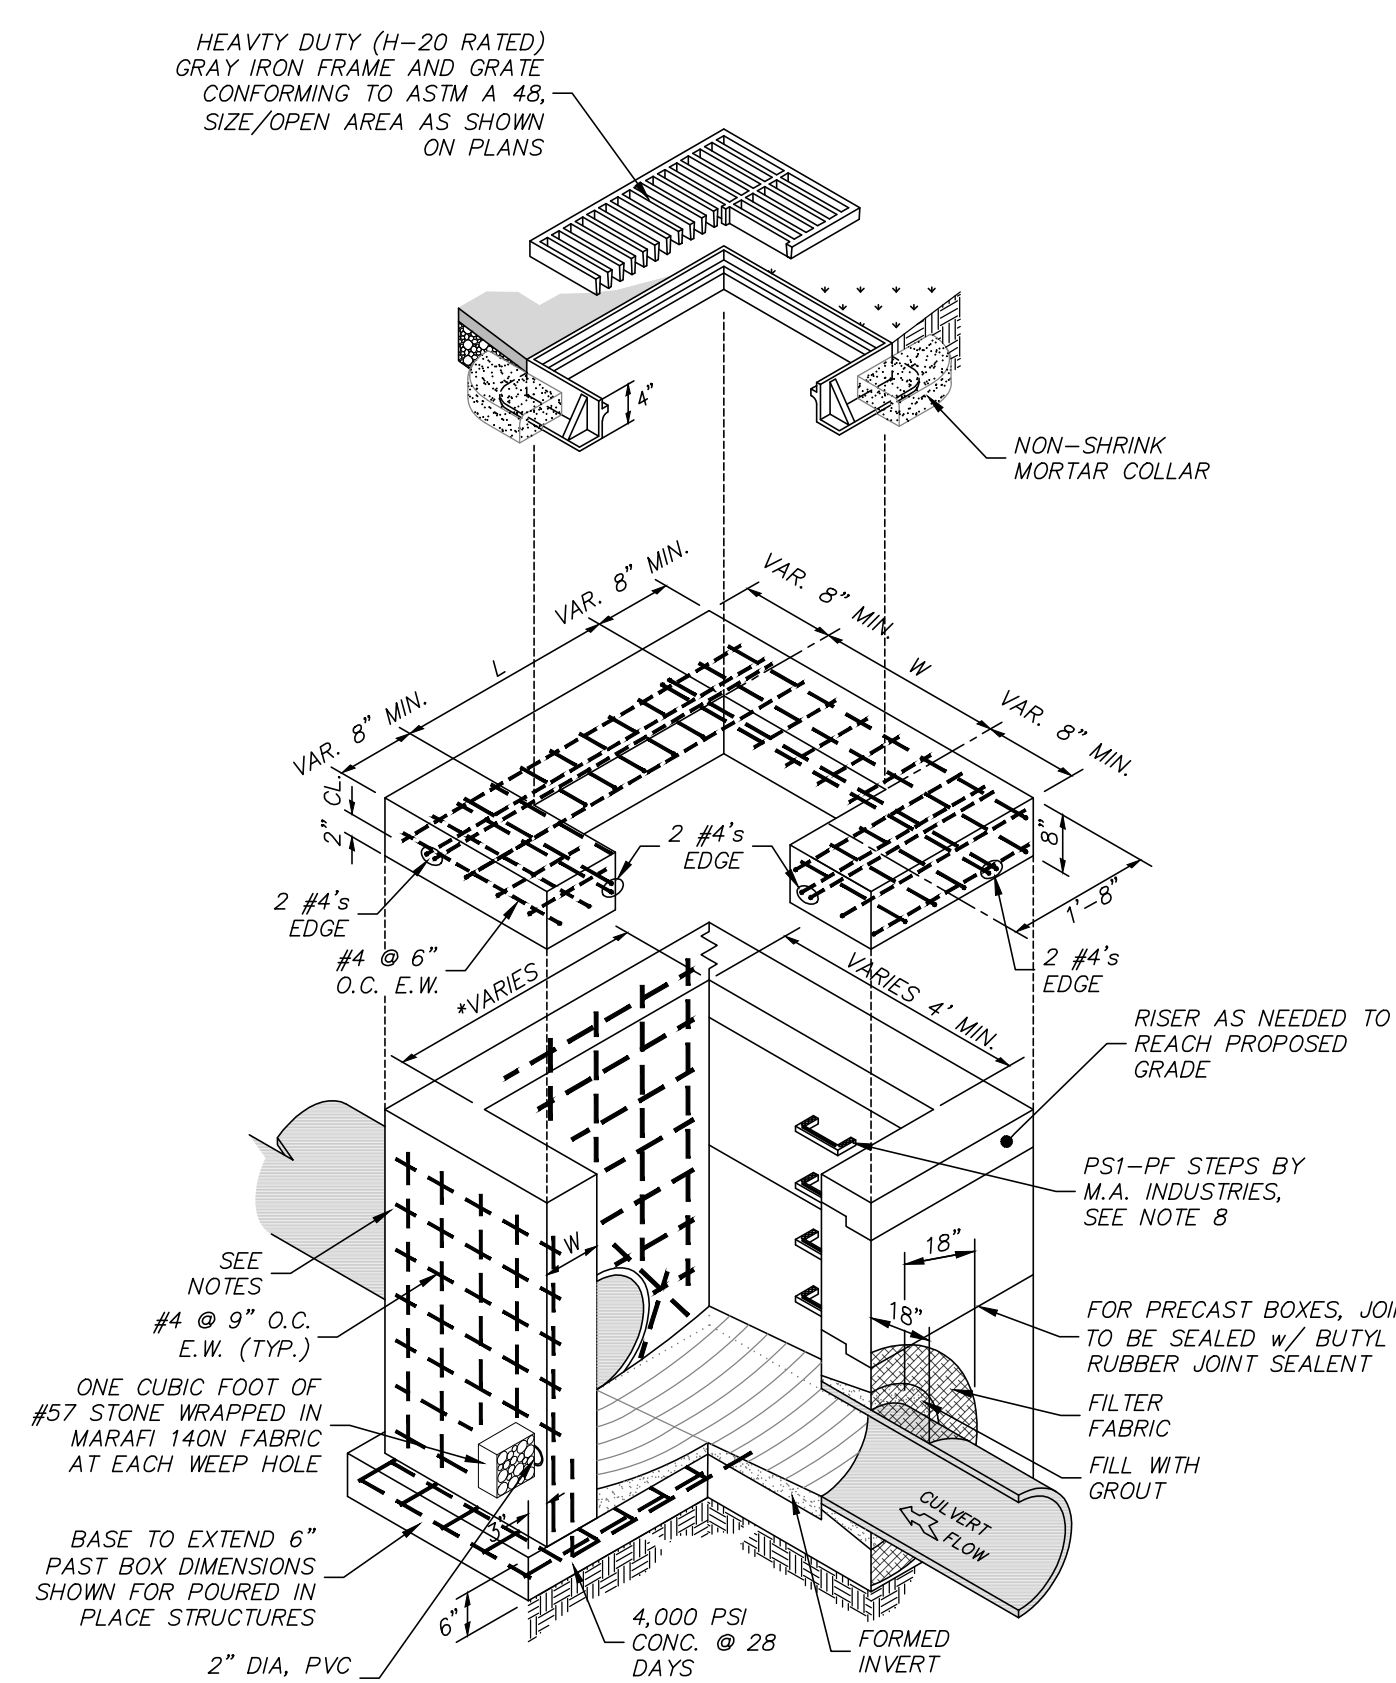 HEAVTY DUTY (H-20 RATED)
GRAY IRON FRAME AND GRATE
CONFORMING TO ASTM A 48,
SIZE/OPEN AREA AS SHOWN
ON PLANS
4"
NON-SHRINK
MORTAR COLLAR
VAR. 8" MIN.
VAR. 8" MIN.
L
W
VAR. 8" MIN.
VAR. 8" MIN.
2" CL.
8"
1'-8"
2 #4's
EDGE
2 #4's
EDGE
#4 @ 6"
O.C. E.W.
2 #4's
EDGE
*VARIES
VARIES 4' MIN.
RISER AS NEEDED TO
REACH PROPOSED
GRADE
PS1-PF STEPS BY
M.A. INDUSTRIES,
SEE NOTE 8
18"
18"
SEE
NOTES
W
#4 @ 9" O.C.
E.W. (TYP.)
FOR PRECAST BOXES, JOI
TO BE SEALED w/ BUTYL
RUBBER JOINT SEALENT
ONE CUBIC FOOT OF
#57 STONE WRAPPED IN
MARAFI 140N FABRIC
AT EACH WEEP HOLE
FILTER
FABRIC
FILL WITH
GROUT
CULVERT
FLOW
3"
BASE TO EXTEND 6"
PAST BOX DIMENSIONS
SHOWN FOR POURED IN
PLACE STRUCTURES
6"
4,000 PSI
CONC. @ 28
DAYS
FORMED
INVERT
2" DIA, PVC